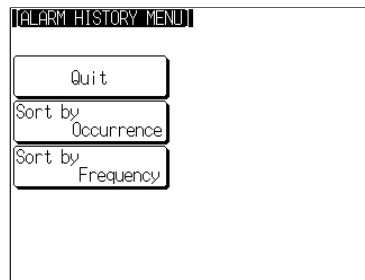 [ALARM HISTORY MENU]
Quit
Sort by
Occurrence
Sort by
Frequency